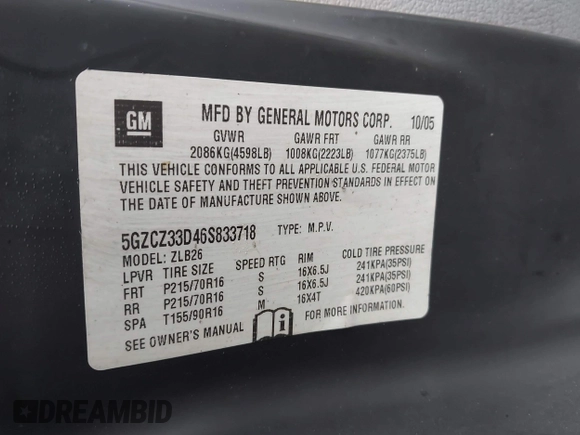 GM
MFD BY GENERAL MOTORS CORP. 10/05
GVWR GAWR FRT GAWR RR
2086KG(4598LB) 1008KG(2223LB) 1077KG(2375LB)
THIS VEHICLE CONFORMS TO ALL APPLICABLE U.S. FEDERAL MOTOR
VEHICLE SAFETY AND THEFT PREVENTION STANDARDS IN EFFECT ON
THE DATE OF MANUFACTURE SHOWN ABOVE.
5GZCZ33D46S833718 TYPE: M.P.V.
MODEL: ZLB26
LPVR TIRE SIZE SPEED RTG RIM COLD TIRE PRESSURE
FRT P215/70R16 S 16X6.5J 241KPA(35PSI)
RR P215/70R16 S 16X6.5J 241KPA(35PSI)
SPA T155/90R16 M 16X4T 420KPA(60PSI)
SEE OWNER'S MANUAL i FOR MORE INFORMATION.
DREAMBID